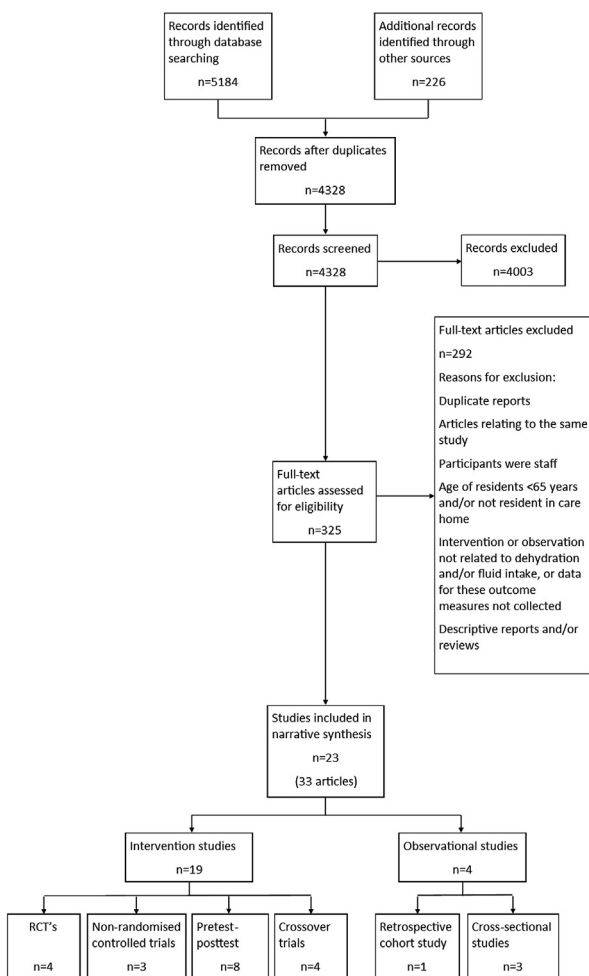 Records identified
through database
searching
n=5184
Additional records
identified through
other sources
n=226
Records after duplicates
removed
n=4328
Records screened
n=4328
Records excluded
n=4003
Full-text articles excluded
n=292
Reasons for exclusion:
Duplicate reports
Articles relating to the same
study
Participants were staff
Age of residents <65 years
and/or not resident in care
home
Intervention or observation
not related to dehydration
and/or fluid intake, or data
for these outcome
measures not collected
Descriptive reports and/or
reviews
Full-text
articles assessed
for eligibility
n=325
Studies included in
narrative synthesis
n=23
(33 articles)
Intervention studies
n=19
Observational studies
n=4
RCT's
n=4
Non-randomised
controlled trials
n=3
Pretest-
posttest
n=8
Crossover
trials
n=4
Retrospective
cohort study
n=1
Cross-sectional
studies
n=3